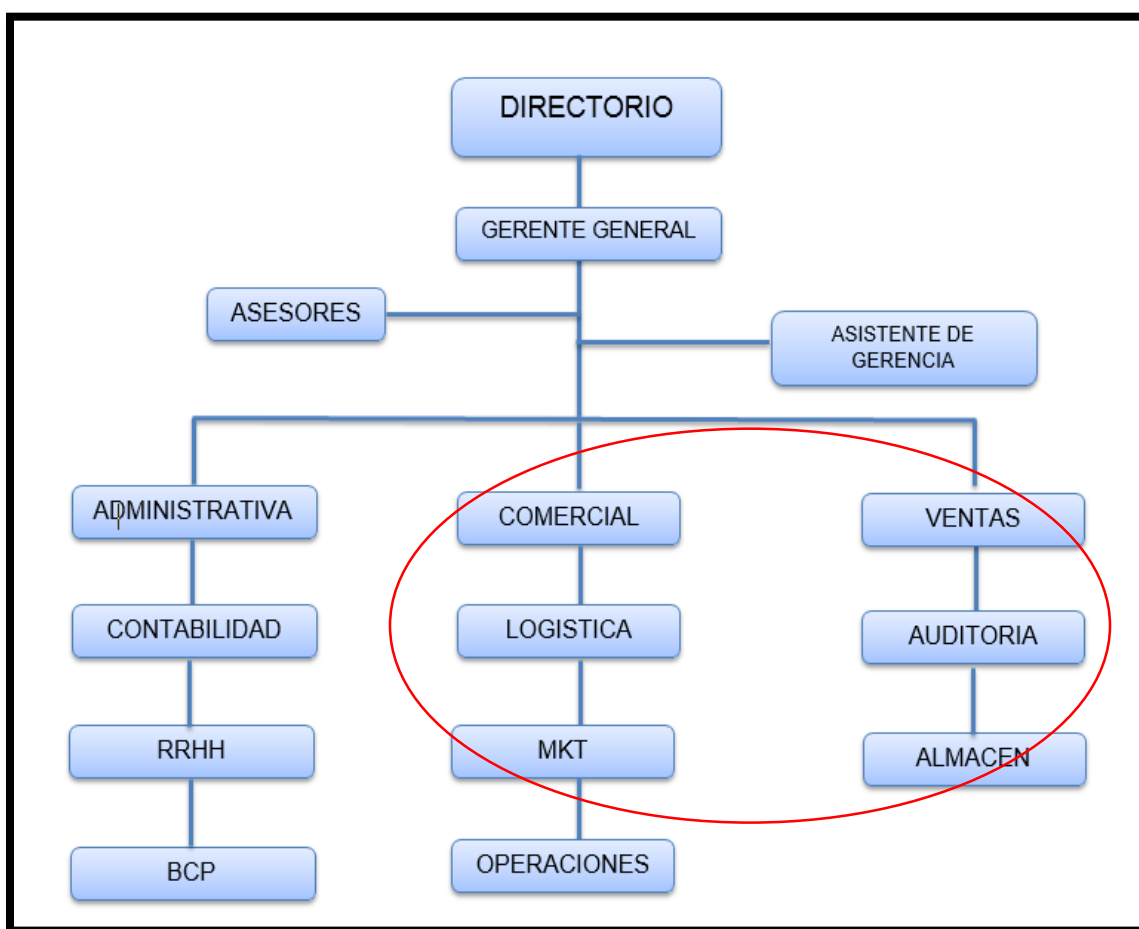 DIRECTORIO
GERENTE GENERAL
ASESORES
ASISTENTE DE
GERENCIA
ADMINISTRATIVA
COMERCIAL
VENTAS
CONTABILIDAD
LOGISTICA
AUDITORIA
RRHH
MKT
ALMACEN
BCP
OPERACIONES